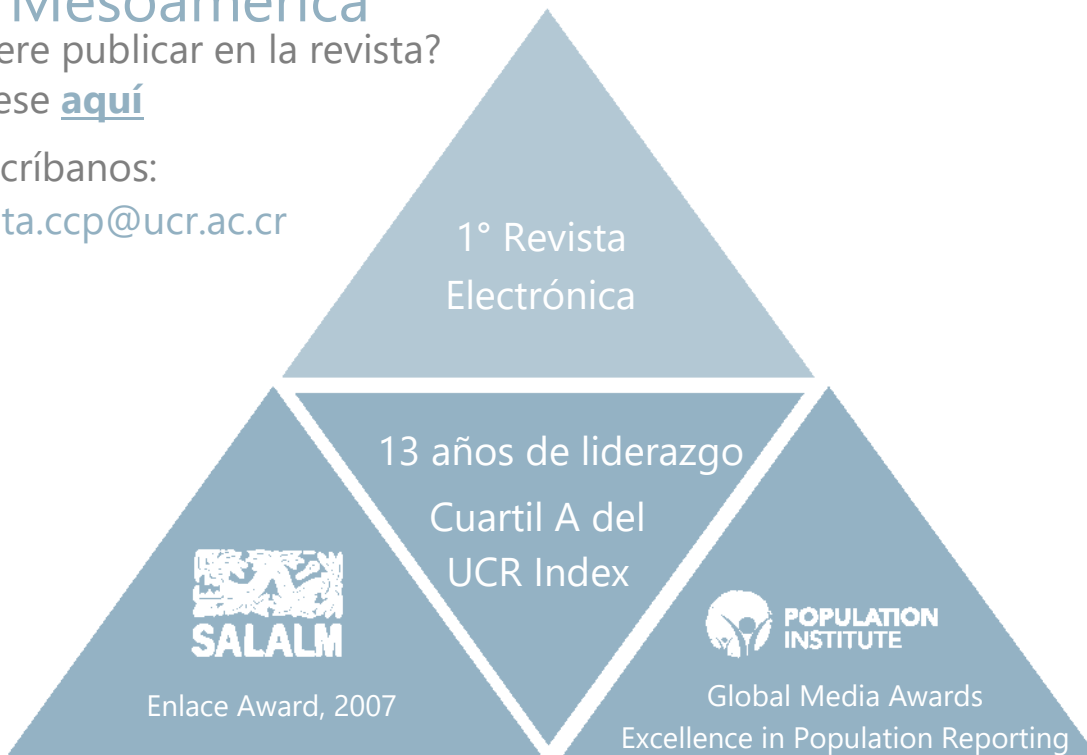 Mesoamérica
ere publicar en la revista?
ese aquí
críbanos:
ta.ccp@ucr.ac.cr
1° Revista
Electrónica
13 años de liderazgo
Cuartil A del
UCR Index
SALALM
Enlace Award, 2007
POPULATION
INSTITUTE
Global Media Awards
Excellence in Population Reporting